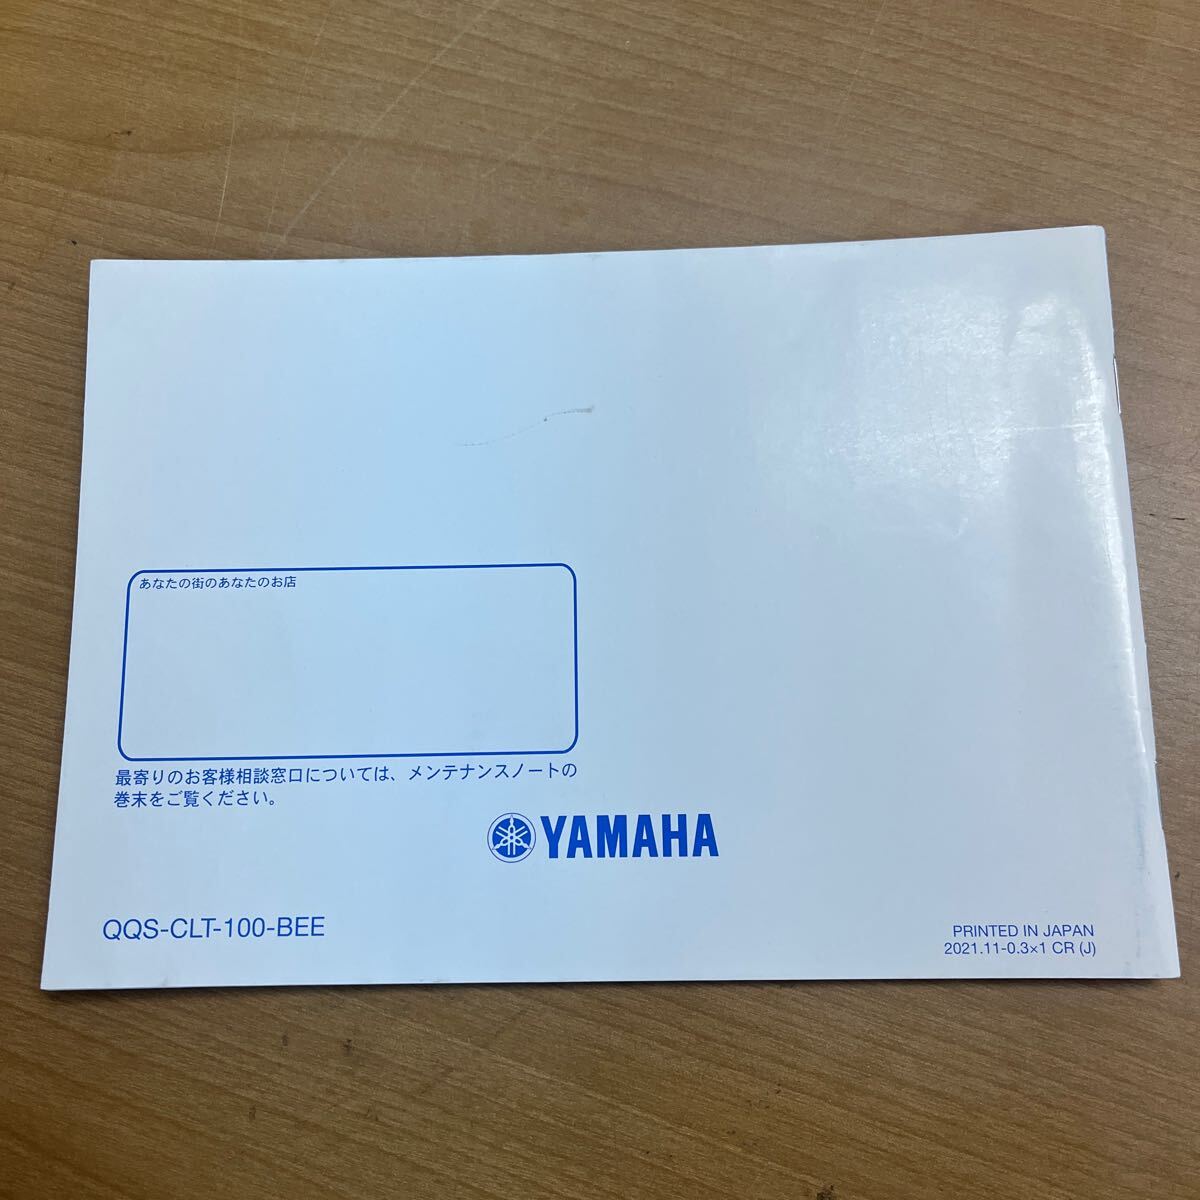 あなたの街のあなたのお店
最寄りのお客様相談窓口については、メンテナンスノートの
巻末をご覧ください。
YAMAHA
QQS-CLT-100-BEE
PRINTED IN JAPAN
2021.11-0.3×1 CR (J)